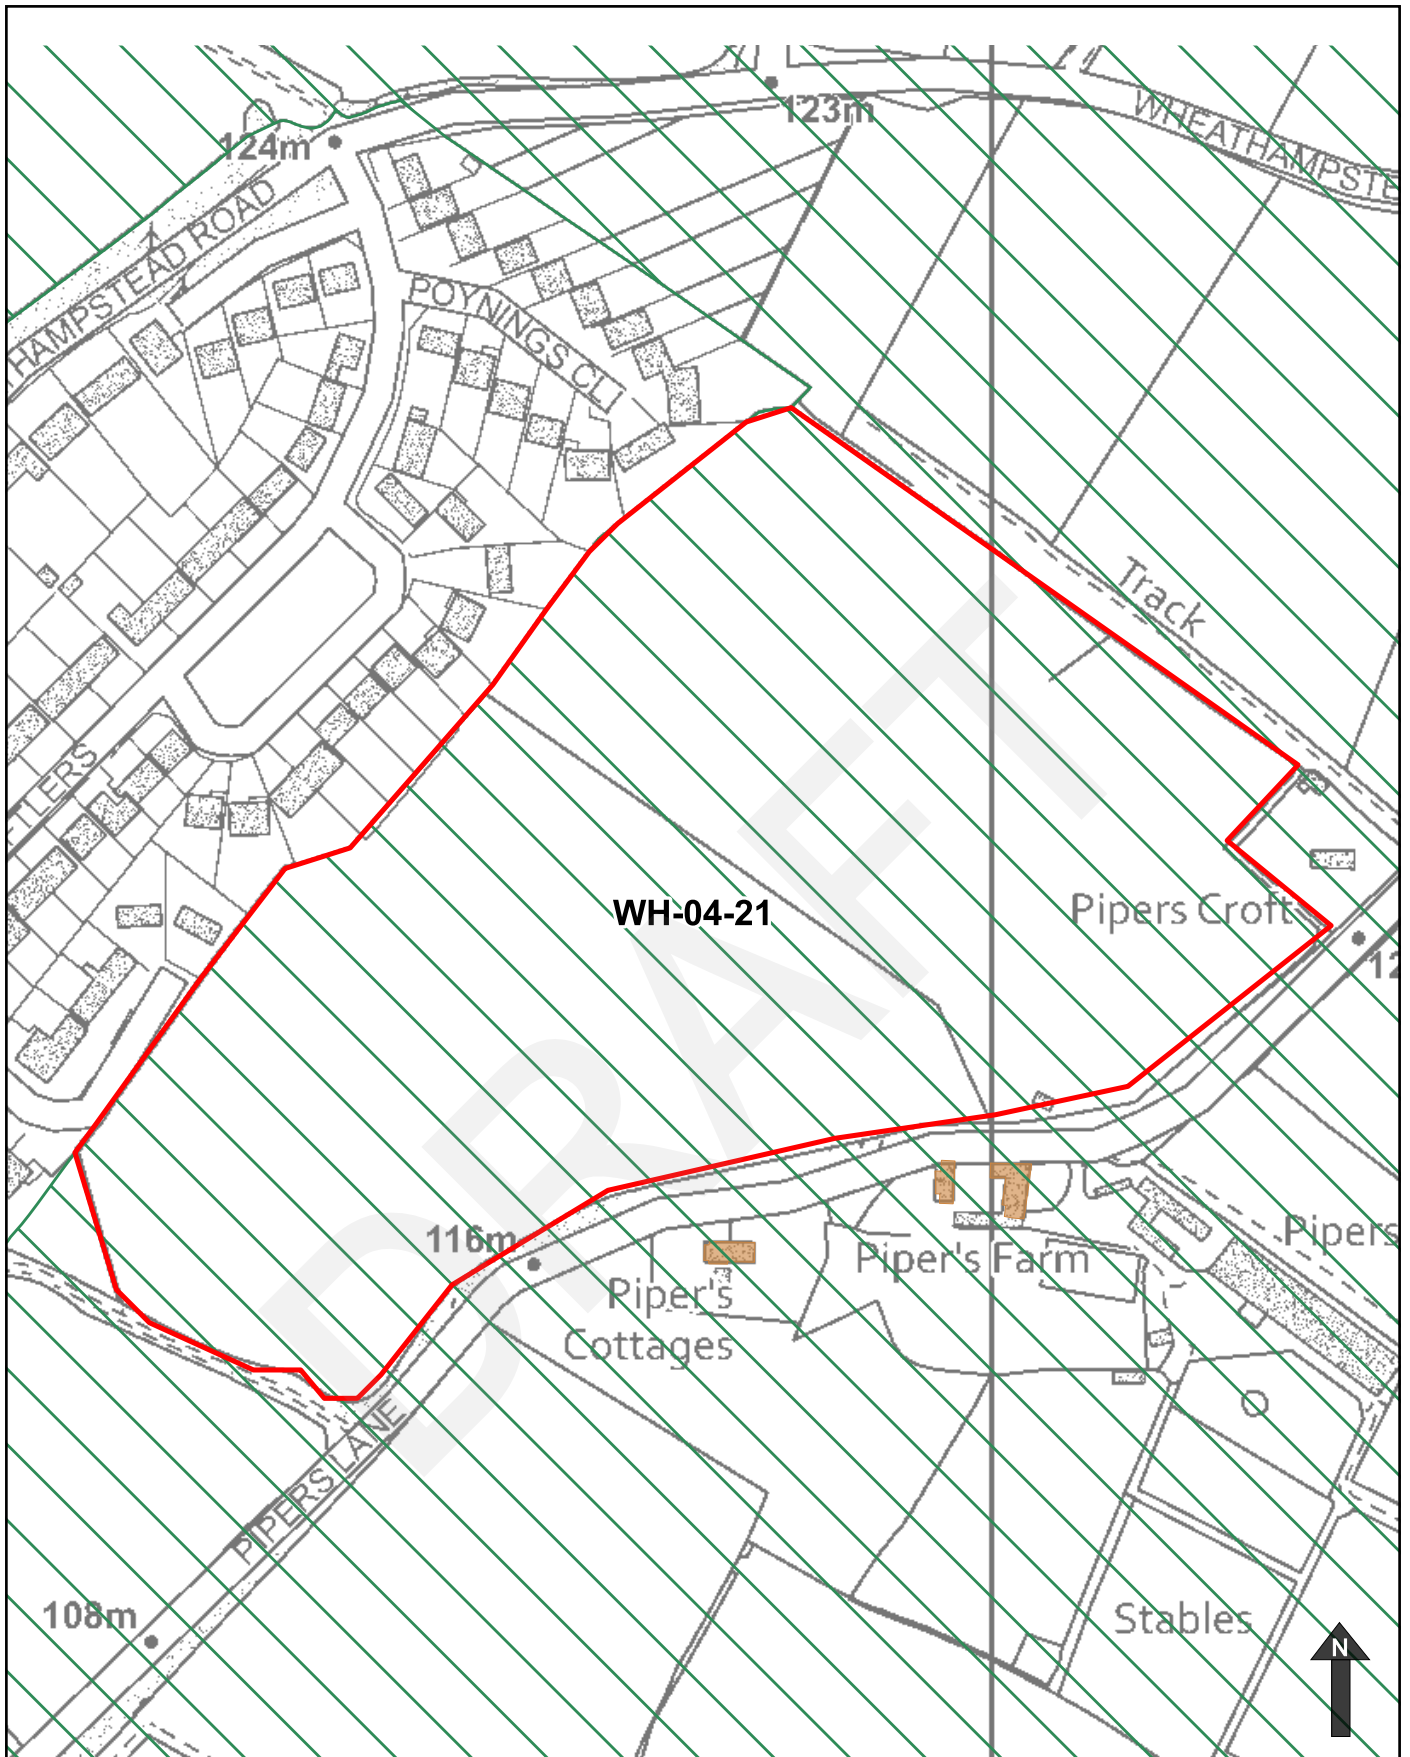 123m
WHEATHAMPSTE
124m
HAMPSTEAD ROAD
POYNINGS CL
Track
TLERS
WH-04-21
Pipers Croft
12
DRAFT
116m
Piper's
Cottages
Piper's Farm
Pipers
PIPERS LANE
108m
Stables
N